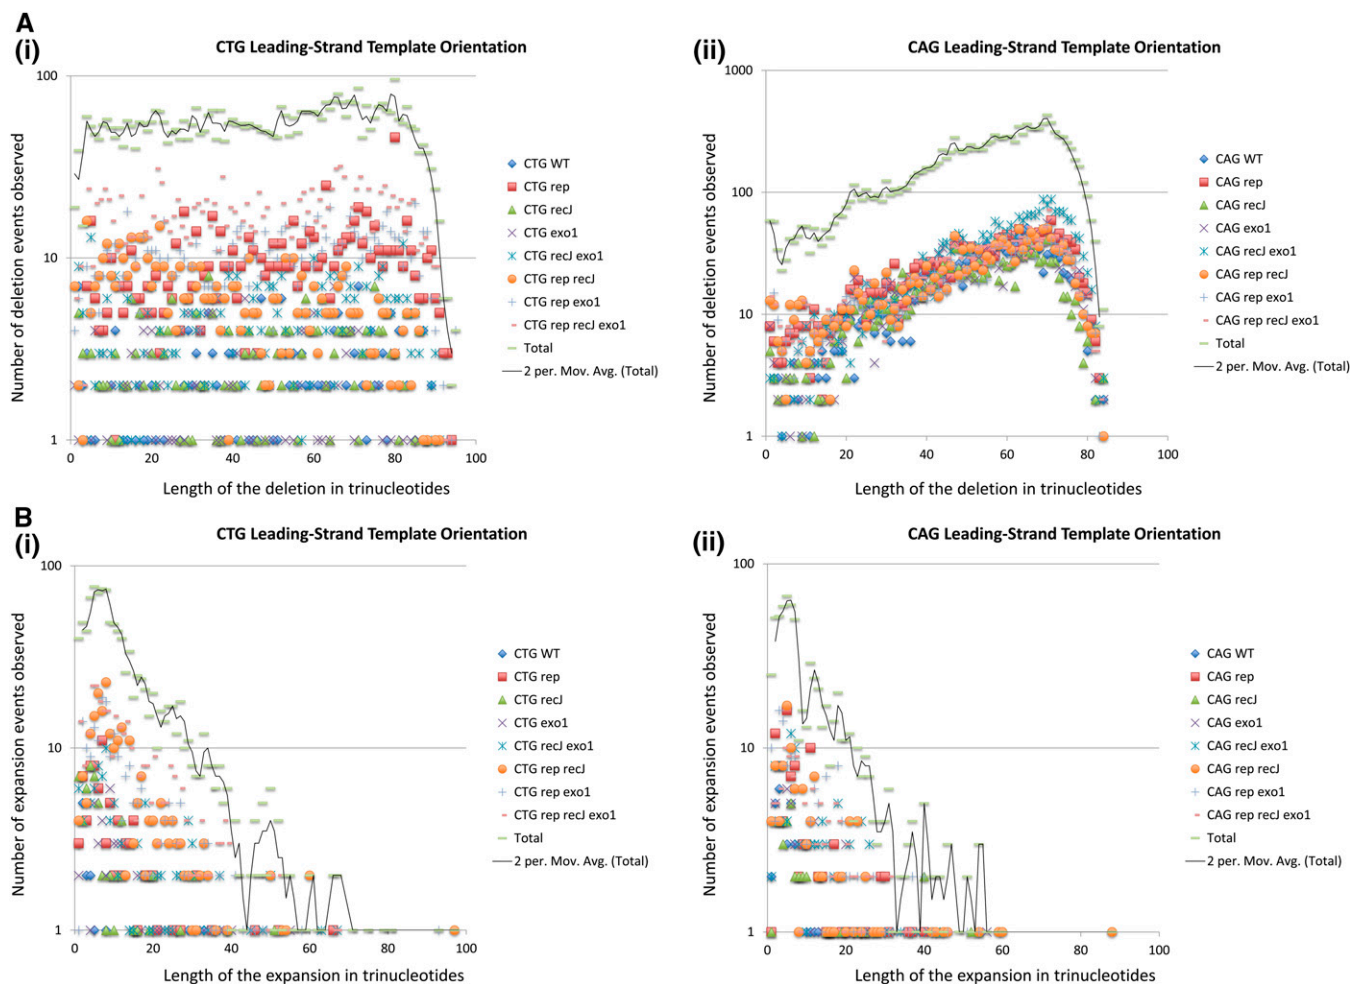 A
(i)
CTG Leading-Strand Template Orientation
Number of deletion events observed
100
10
1
0 20 40 60 80 100
Length of the deletion in trinucleotides
CTG WT
CTG rep
CTG recJ
CTG exo1
CTG recJ exo1
CTG rep recJ
CTG rep exo1
CTG rep recJ exo1
Total
2 per. Mov. Avg. (Total)
(ii)
CAG Leading-Strand Template Orientation
Number of deletion events observed
1000
100
10
1
0 20 40 60 80 100
Length of the deletion in trinucleotides
CAG WT
CAG rep
CAG recJ
CAG exo1
CAG recJ exo1
CAG rep recJ
CAG rep exo1
CAG rep recJ exo1
Total
2 per. Mov. Avg. (Total)
B
(i)
CTG Leading-Strand Template Orientation
Number of expansion events observed
100
10
1
0 20 40 60 80 100
Length of the expansion in trinucleotides
CTG WT
CTG rep
CTG recJ
CTG exo1
CTG recJ exo1
CTG rep recJ
CTG rep exo1
CTG rep recJ exo1
Total
2 per. Mov. Avg. (Total)
(ii)
CAG Leading-Strand Template Orientation
Number of expansion events observed
100
10
1
0 20 40 60 80 100
Length of the expansion in trinucleotides
CAG WT
CAG rep
CAG recJ
CAG exo1
CAG recJ exo1
CAG rep recJ
CAG rep exo1
CAG rep recJ exo1
Total
2 per. Mov. Avg. (Total)